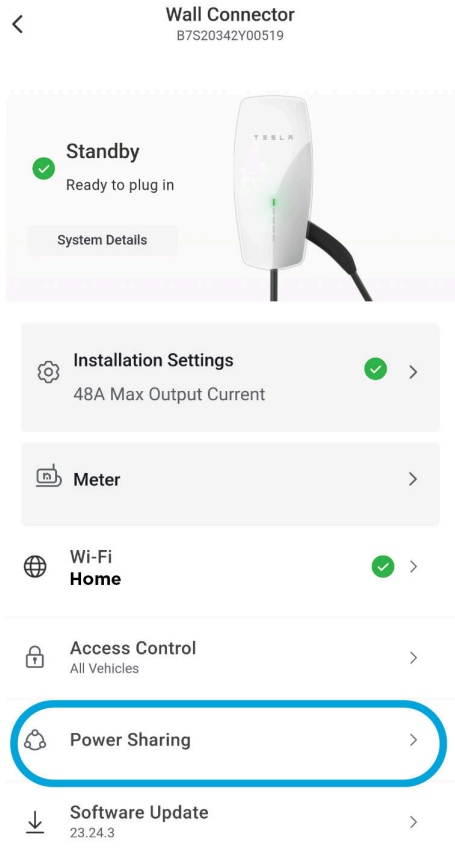 Wall Connector
B7S20342Y00519
Standby
Ready to plug in
System Details
TESLA
Installation Settings
48A Max Output Current
Meter
Wi-Fi
Home
Access Control
All Vehicles
Power Sharing
Software Update
23.24.3